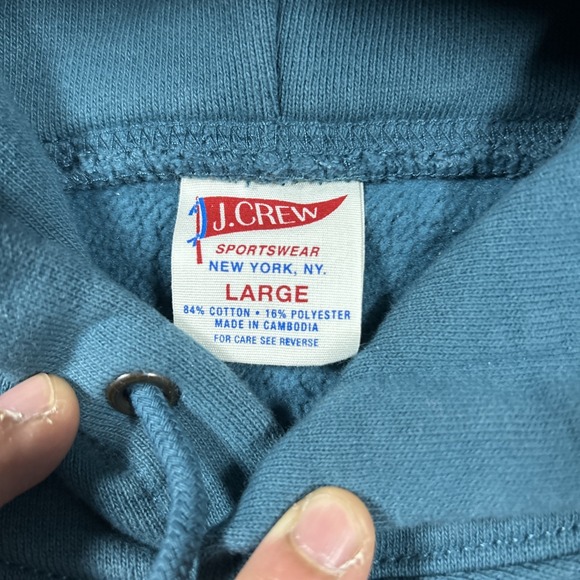 J.CREW
SPORTSWEAR
NEW YORK, NY.
LARGE
84% COTTON • 16% POLYESTER
MADE IN CAMBODIA
FOR CARE SEE REVERSE